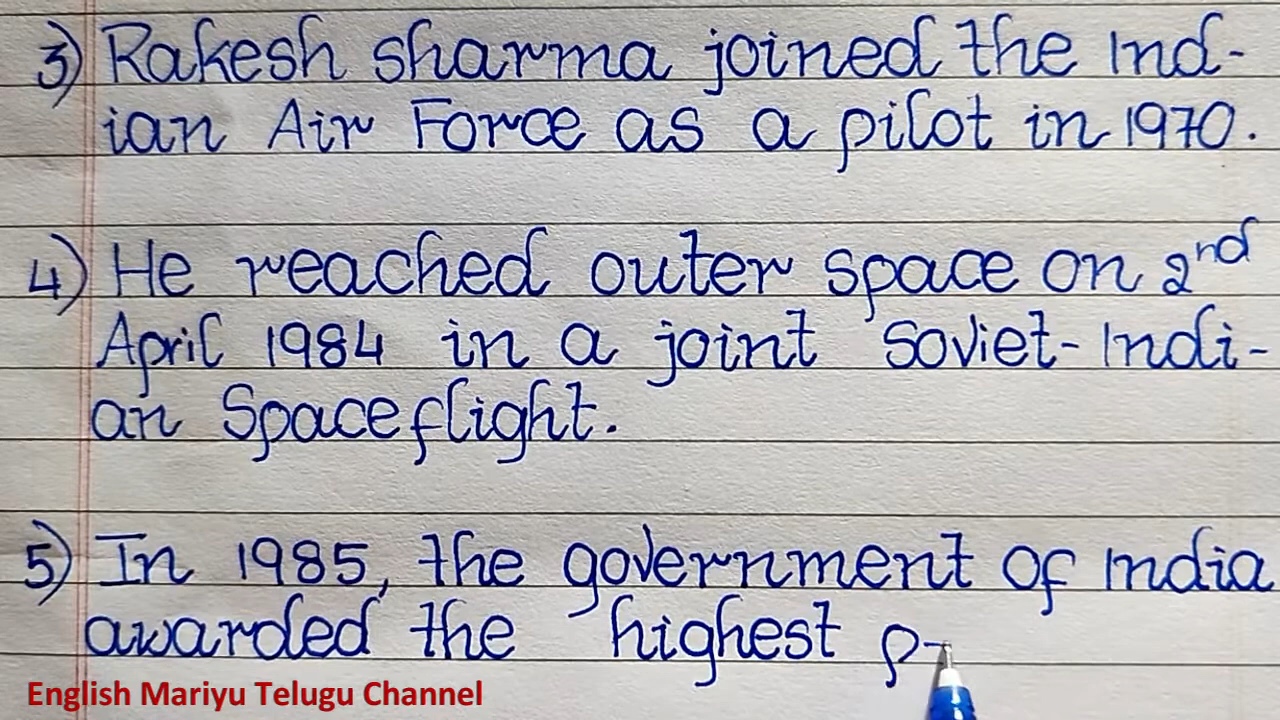 3) Rakesh sharma joined the Ind-
ian Air Force as a pilot in 1970.
4) He reached outer space on 2nd
April 1984 in a joint Soviet-Indi-
an Spaceflight.
5) In 1985, the government of India
awarded the highest p
English Mariyu Telugu Channel